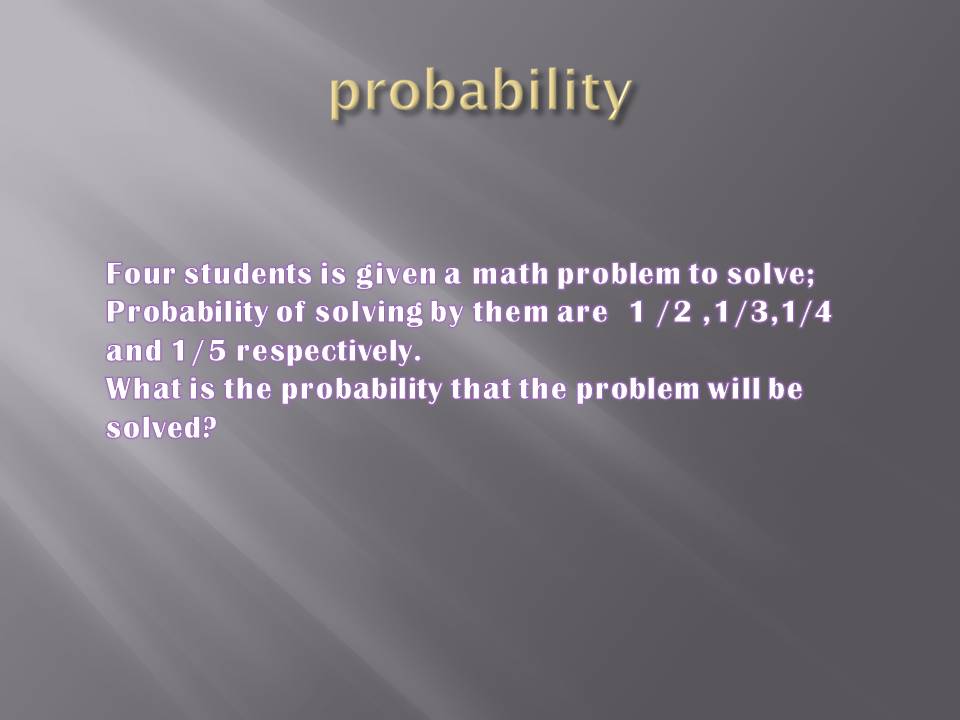 probability
Four students is given a math problem to solve;
Probability of solving by them are 1 /2 ,1/3,1/4
and 1/5 respectively.
What is the probability that the problem will be
solved?